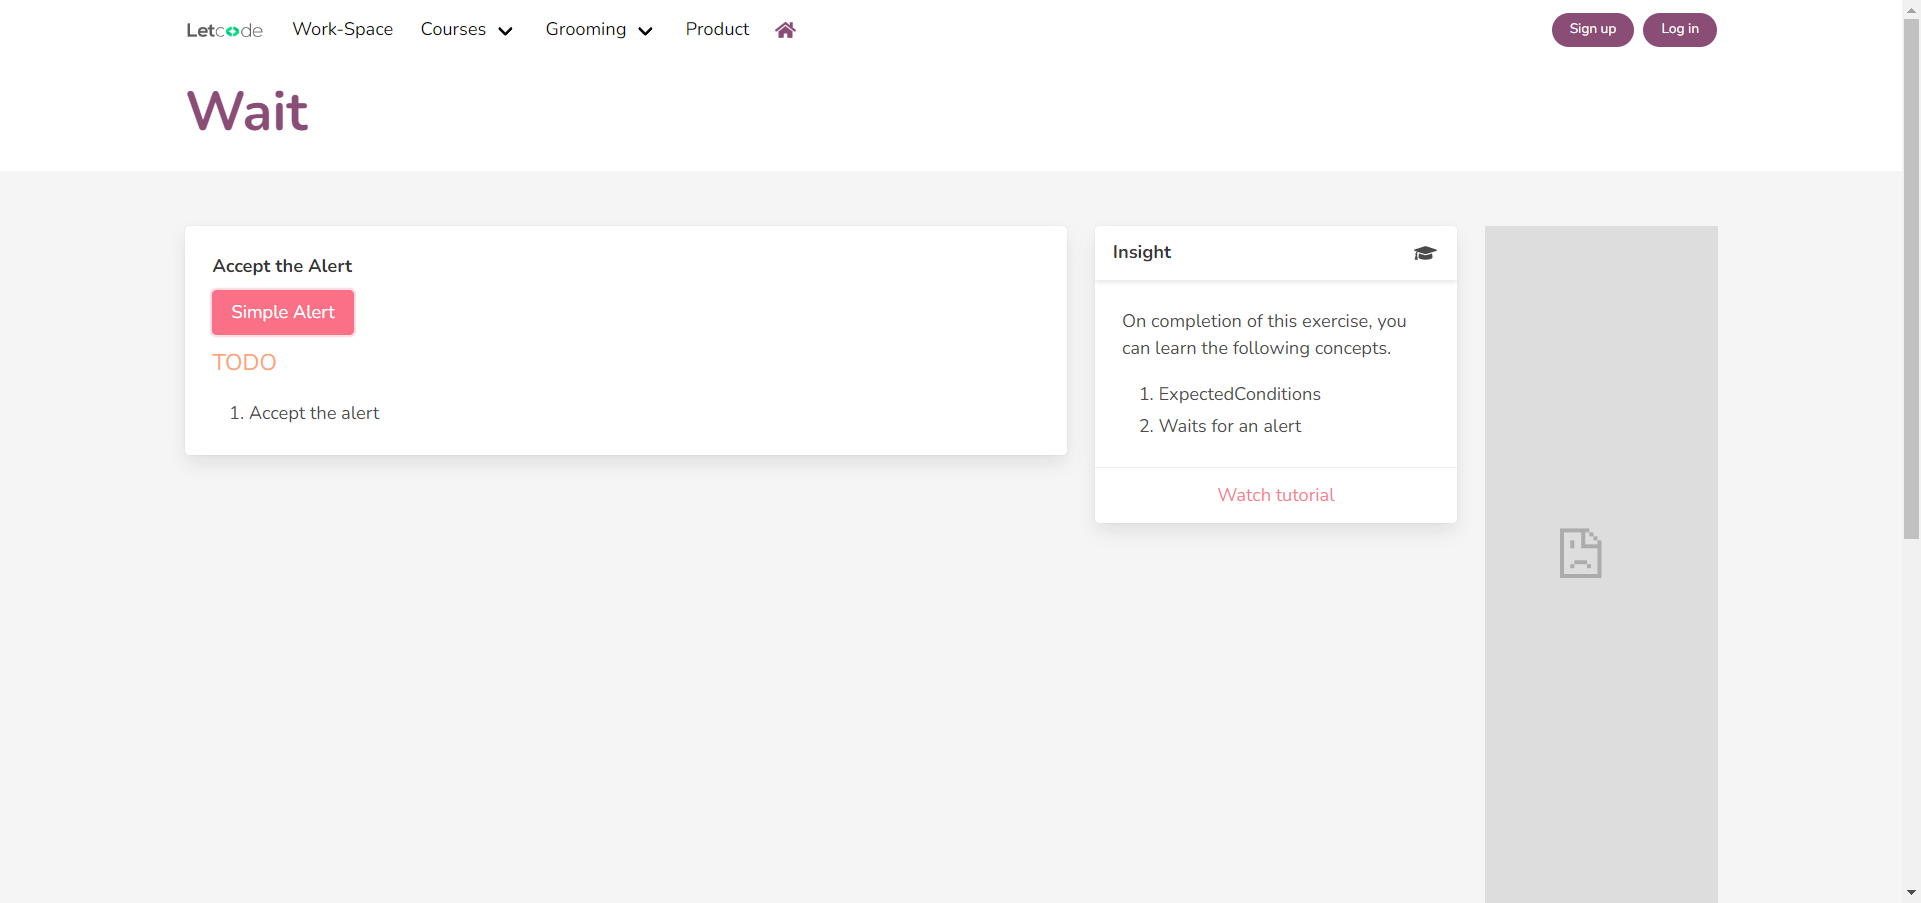 Letcode Work-Space Courses Grooming Product Sign up Log in
Wait
Accept the Alert
Simple Alert
TODO
1. Accept the alert
Insight
On completion of this exercise, you
can learn the following concepts.
1. ExpectedConditions
2. Waits for an alert
Watch tutorial